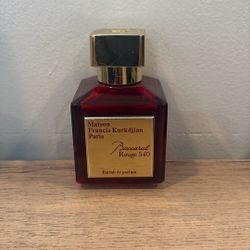 Maison
Francis Kurkdjian
Paris
Baccarat
Rouge 540
Extrait de parfum